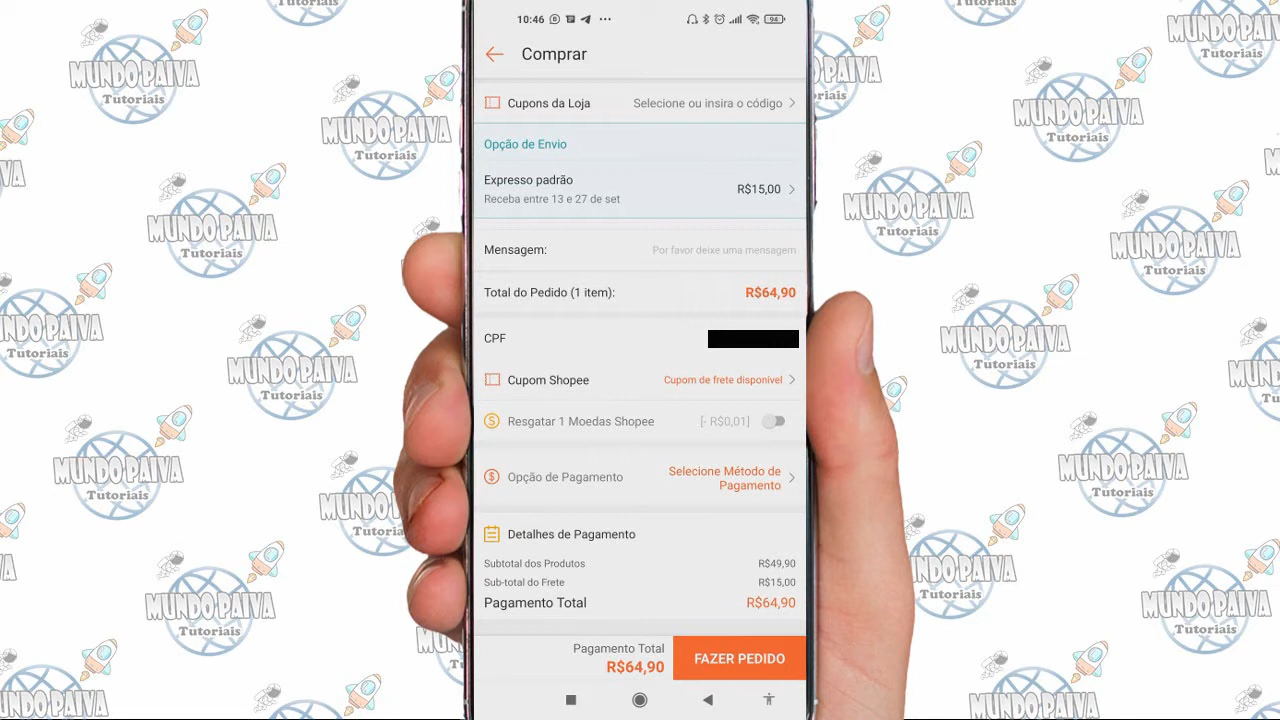 10:46
94
Comprar
Cupons da Loja Selecione ou insira o código
Opção de Envio
Expresso padrão
R$15,00
Receba entre 13 e 27 de set
Mensagem: Por favor deixe uma mensagem
Total do Pedido (1 item): R$64,90
CPF
Cupom Shopee Cupom de frete disponível
Resgatar 1 Moedas Shopee [- R$0,01]
Opção de Pagamento Selecione Método de
Pagamento
Detalhes de Pagamento
Subtotal dos Produtos R$49,90
Sub-total do Frete R$15,00
Pagamento Total R$64,90
Pagamento Total
R$64,90
FAZER PEDIDO
MUNDO PAIVA
Tutoriais